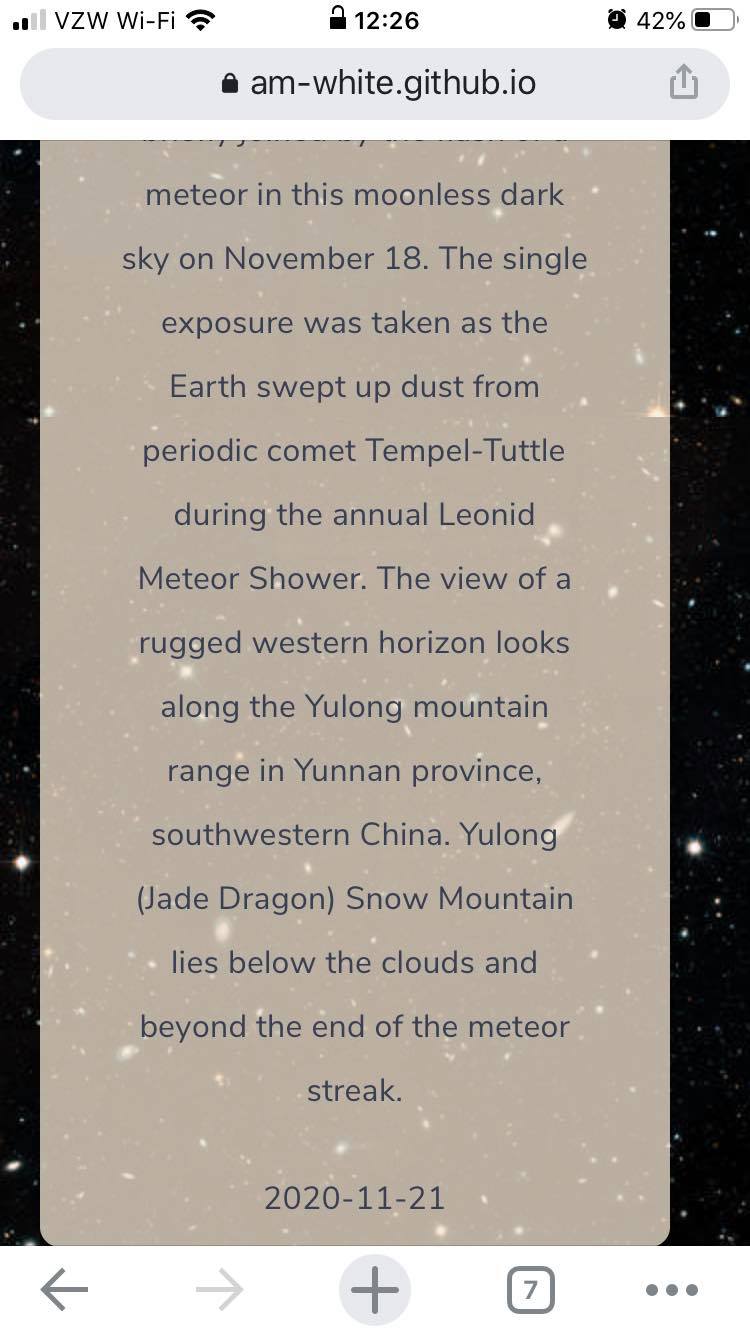 VZW Wi-Fi 12:26 42%
am-white.github.io
meteor in this moonless dark
sky on November 18. The single
exposure was taken as the
Earth swept up dust from
periodic comet Tempel-Tuttle
during the annual Leonid
Meteor Shower. The view of a
rugged western horizon looks
along the Yulong mountain
range in Yunnan province,
southwestern China. Yulong
(Jade Dragon) Snow Mountain
lies below the clouds and
beyond the end of the meteor
streak.
2020-11-21
7